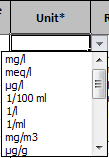 Unit*
mg/l
meq/l
µg/l
1/100 ml
1/l
1/ml
mg/m3
µg/g